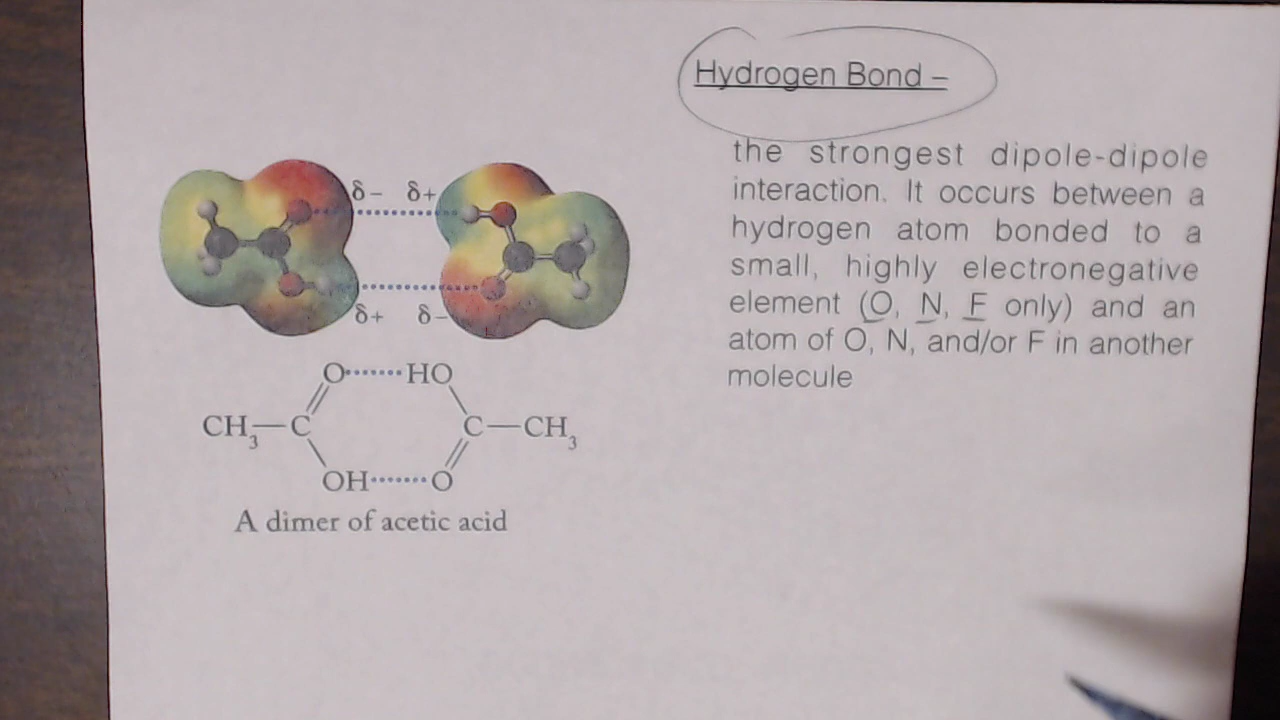 Hydrogen Bond –
the strongest dipole-dipole
interaction. It occurs between a
hydrogen atom bonded to a
small, highly electronegative
element (O, N, F only) and an
atom of O, N, and/or F in another
molecule
δ− δ+
δ+ δ−
O HO
CH3 C C CH3
OH O
A dimer of acetic acid